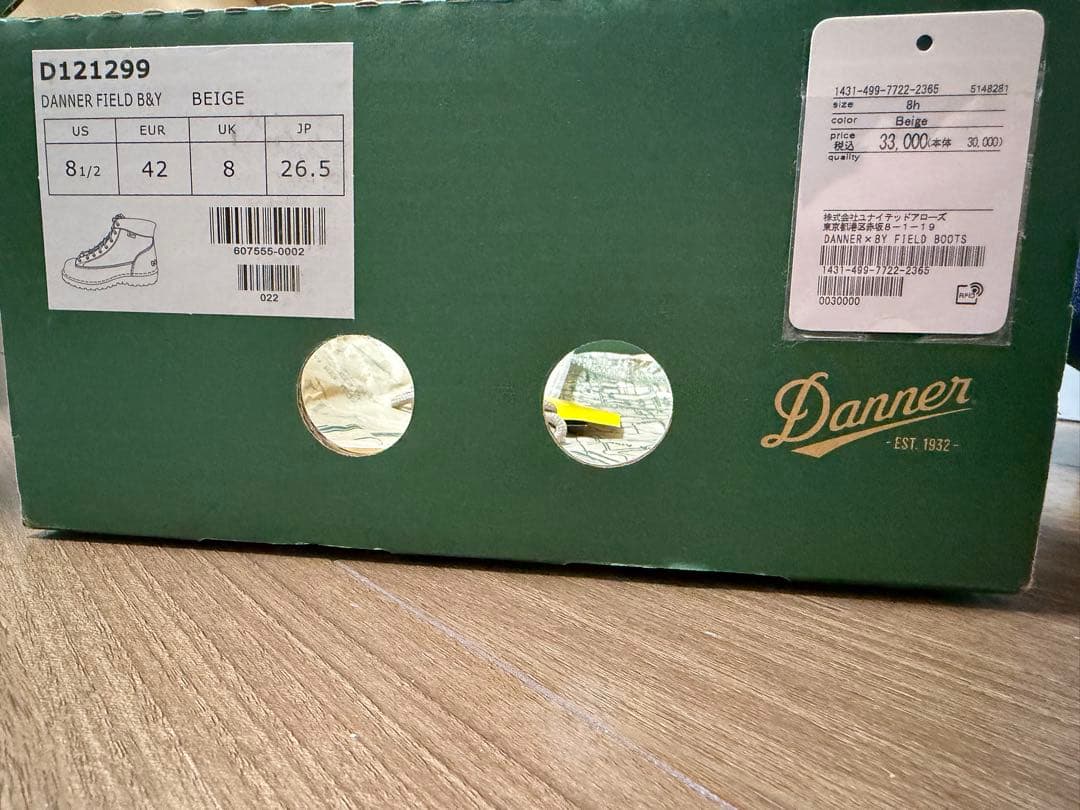 D121299
DANNER FIELD B&Y BEIGE
US EUR UK JP
8 1/2 42 8 26.5
607555-0002
022
1431-499-7722-2365 5148281
size 8h
color Beige
price
税込 33,000(本体 30,000)
quality
株式会社ユナイテッドアローズ
東京都港区赤坂8-1-19
DANNER×BY FIELD BOOTS
1431-499-7722-2365
0030000
RFID
Danner
-EST. 1932-